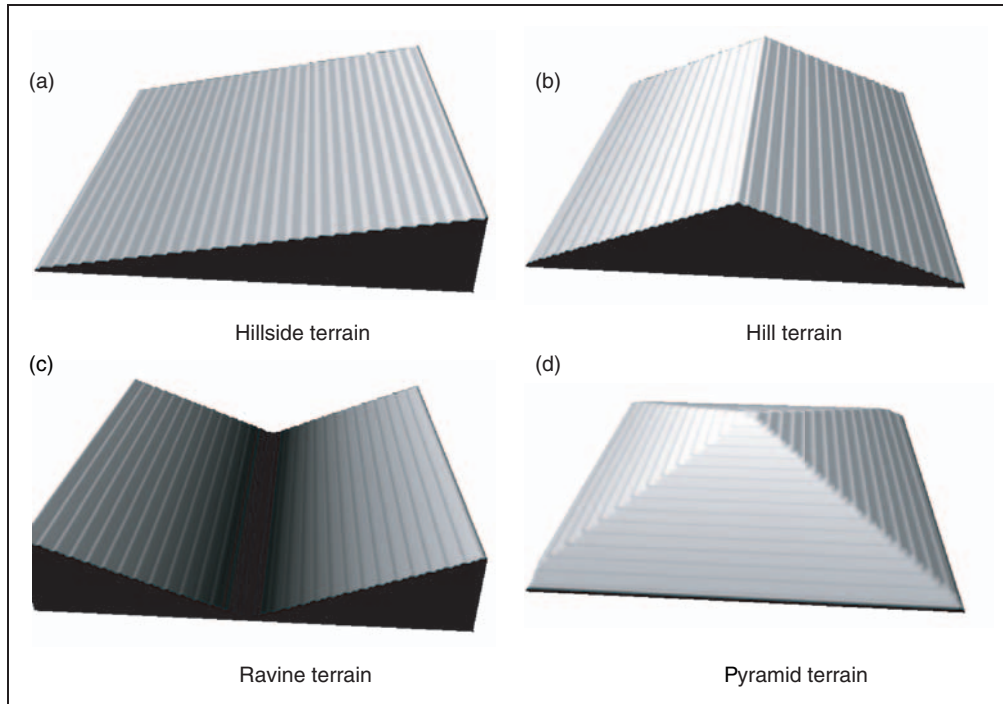 (a)
(b)
Hillside terrain
Hill terrain
(c)
(d)
Ravine terrain
Pyramid terrain